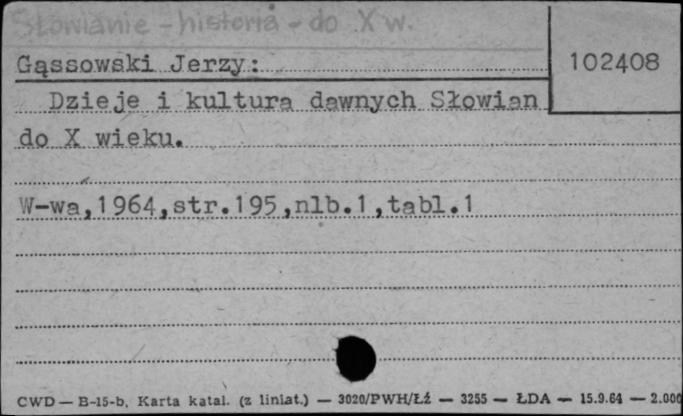 Słowianie - historia - do X w.
Gąssowski Jerzy:
102408
Dzieje i kultura dawnych Słowian
do X wieku.
W-wa,1964,str.195,nlb.1,tabl.1
CWD — B-15-b, Karta katal. (z liniat.) — 3020/PWH/Łź — 3255 — ŁDA — 15.9.64 — 2.000